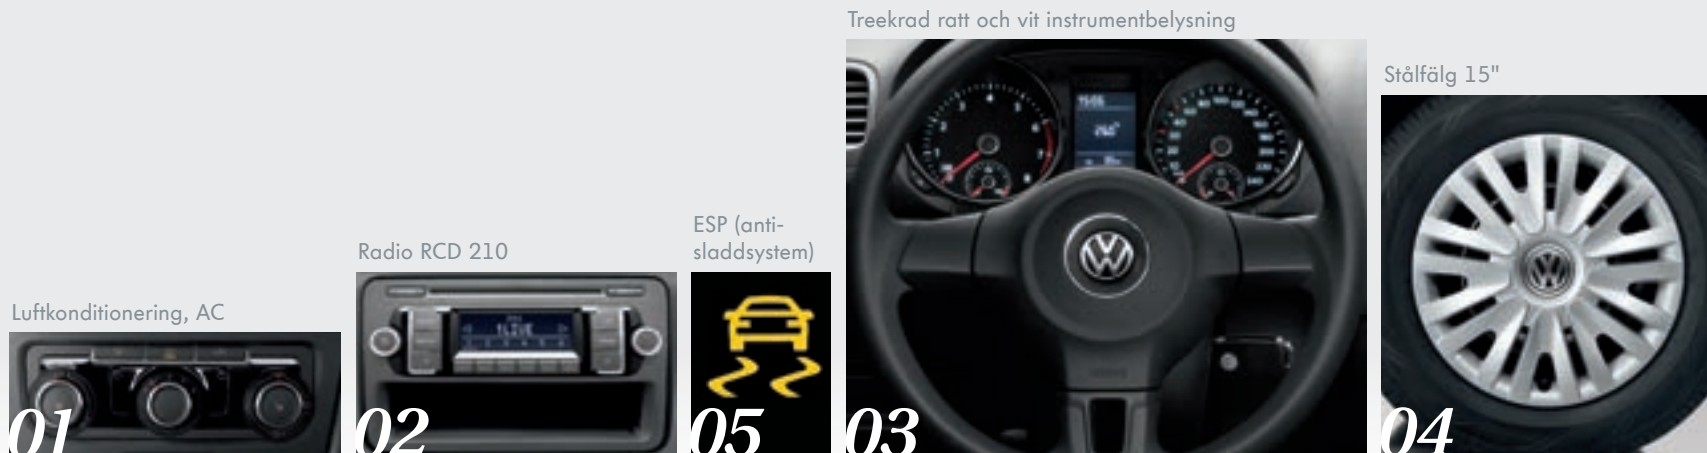 Treekrad ratt och vit instrumentbelysning
Stålfälg 15"
ESP (anti-
sladdsystem)
Radio RCD 210
Luftkonditionering, AC
01
02
05
03
04